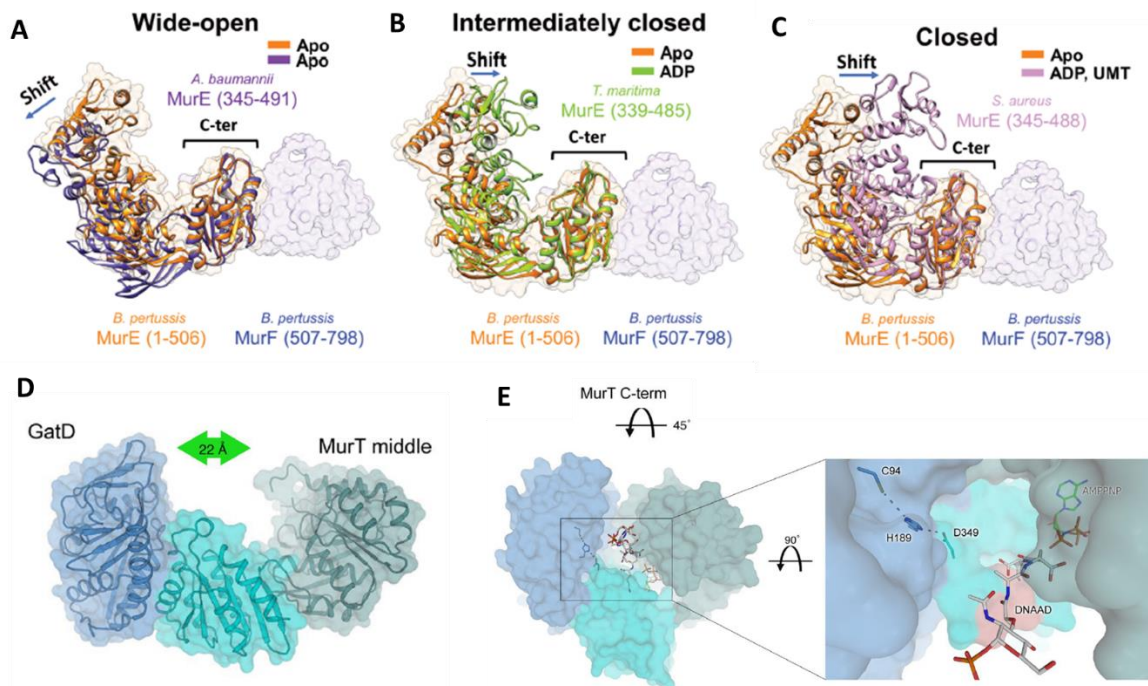 A
Wide-open
Apo
Apo
Shift
A. baumannii
MurE (345-491)
C-ter
B. pertussis
MurE (1-506)
B. pertussis
MurF (507-798)
B
Intermediately closed
Apo
ADP
Shift
T. maritima
MurE (339-485)
C-ter
B. pertussis
MurE (1-506)
B. pertussis
MurF (507-798)
C
Closed
Apo
ADP, UMT
Shift
S. aureus
MurE (345-488)
C-ter
B. pertussis
MurE (1-506)
B. pertussis
MurF (507-798)
D
GatD
22 Å
MurT middle
E
MurT C-term
45°
90°
C94
H189
D349
AMPPNP
DNAAD